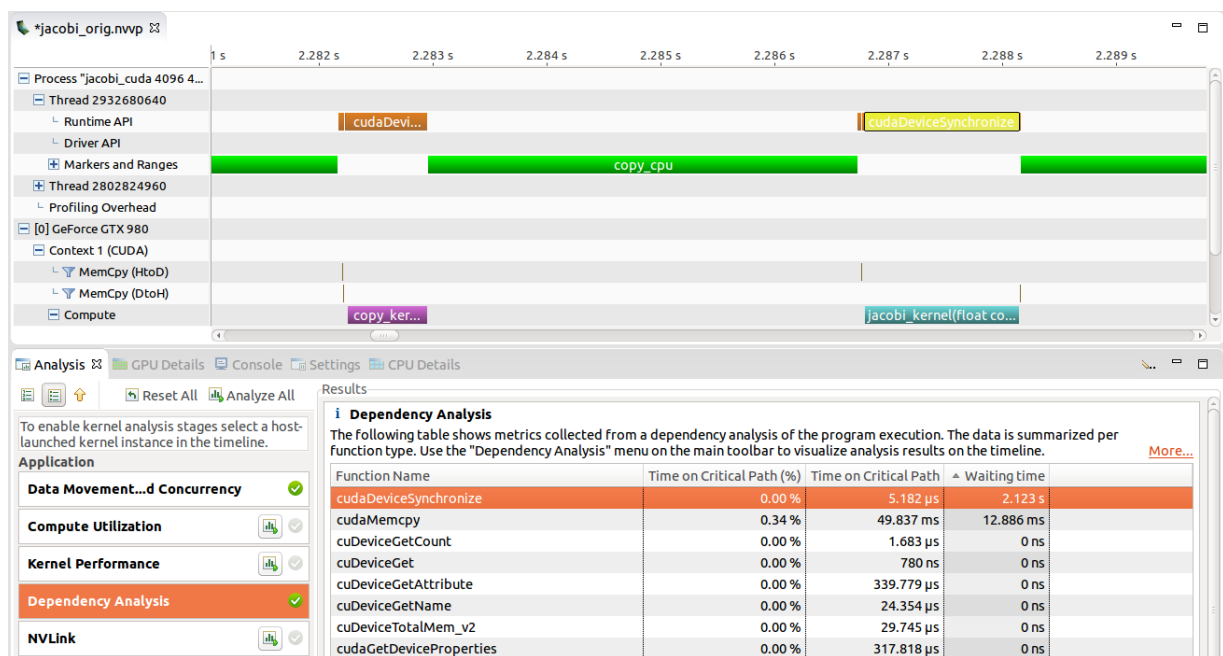 *jacobi_orig.nvvp
1 s 2.282 s 2.283 s 2.284 s 2.285 s 2.286 s 2.287 s 2.288 s 2.289 s
Process "jacobi_cuda 4096 4...
Thread 2932680640
Runtime API cudaDevi... cudaDeviceSynchronize
Driver API
Markers and Ranges copy_cpu
Thread 2802824960
Profiling Overhead
[0] GeForce GTX 980
Context 1 (CUDA)
MemCpy (HtoD)
MemCpy (DtoH)
Compute copy_ker... jacobi_kernel(float co...
Analysis GPU Details Console Settings CPU Details
Reset All Analyze All
To enable kernel analysis stages select a host-
launched kernel instance in the timeline.
Application
Data Movement...d Concurrency
Compute Utilization
Kernel Performance
Dependency Analysis
NVLink
Results
i Dependency Analysis
The following table shows metrics collected from a dependency analysis of the program execution. The data is summarized per
function type. Use the "Dependency Analysis" menu on the main toolbar to visualize analysis results on the timeline. More...
Function Name Time on Critical Path (%) Time on Critical Path Waiting time
cudaDeviceSynchronize 0.00 % 5.182 µs 2.123 s
cudaMemcpy 0.34 % 49.837 ms 12.886 ms
cuDeviceGetCount 0.00 % 1.683 µs 0 ns
cuDeviceGet 0.00 % 780 ns 0 ns
cuDeviceGetAttribute 0.00 % 339.779 µs 0 ns
cuDeviceGetName 0.00 % 24.354 µs 0 ns
cuDeviceTotalMem_v2 0.00 % 29.745 µs 0 ns
cudaGetDeviceProperties 0.00 % 317.818 µs 0 ns